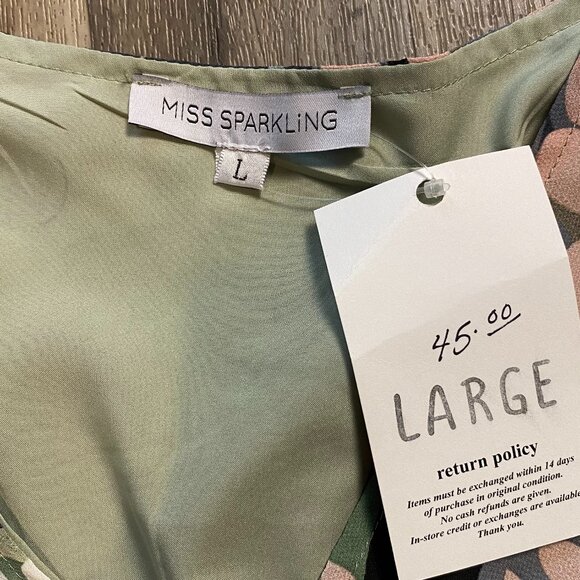 MISS SPARKLiNG
L
45.00
LARGE
return policy
Items must be exchanged within 14 days
of purchase in original condition.
No cash refunds are given.
In-store credit or exchanges are available
Thank you.